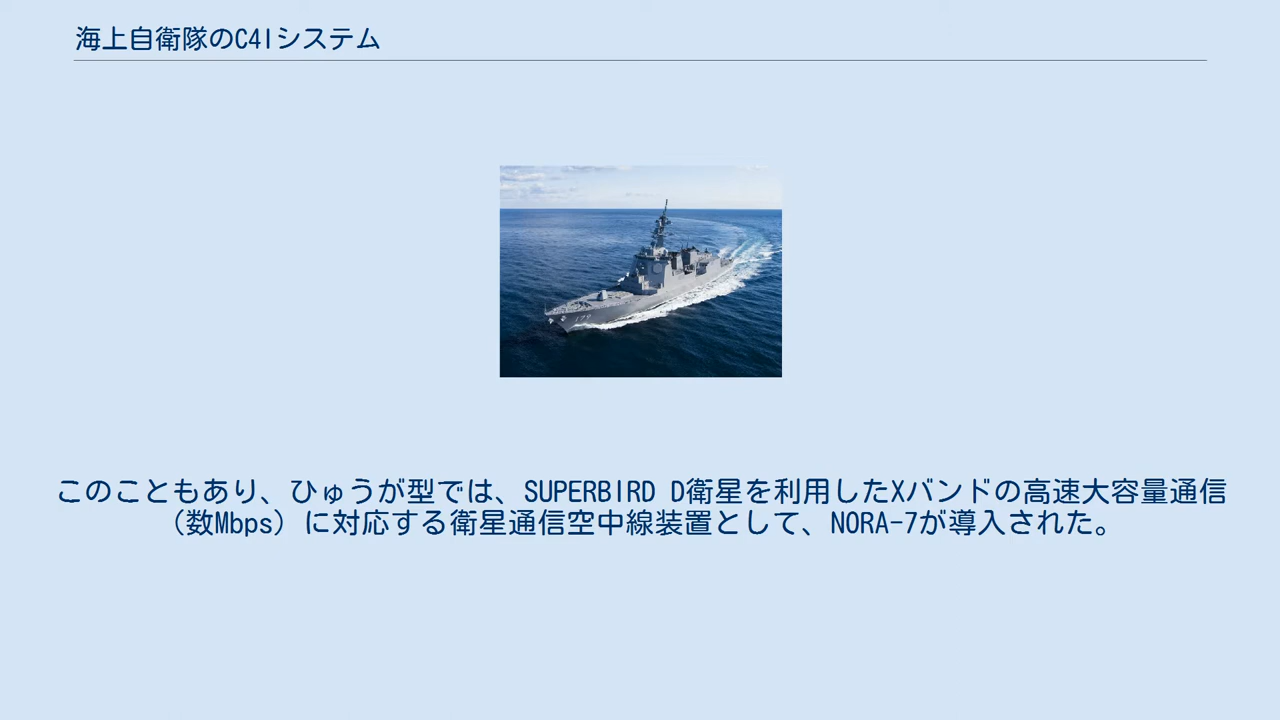 海上自衛隊のC4Iシステム
179
このこともあり、ひゅうが型では、SUPERBIRD D衛星を利用したXバンドの高速大容量通信
（数Mbps）に対応する衛星通信空中線装置として、NORA-7が導入された。